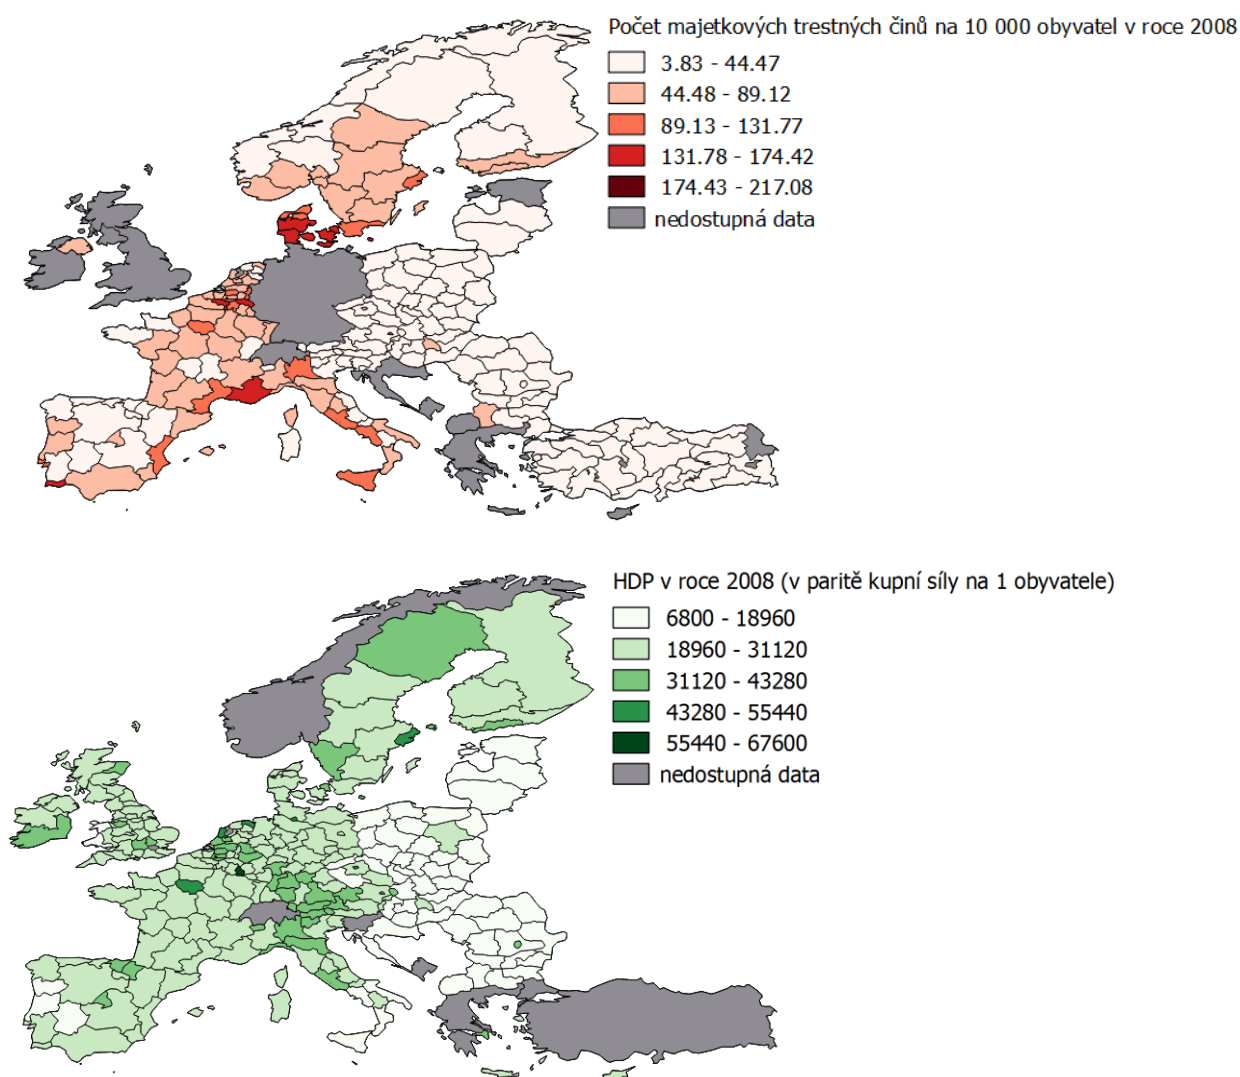 Počet majetkových trestných činů na 10 000 obyvatel v roce 2008
3.83 - 44.47
44.48 - 89.12
89.13 - 131.77
131.78 - 174.42
174.43 - 217.08
nedostupná data
HDP v roce 2008 (v paritě kupní síly na 1 obyvatele)
6800 - 18960
18960 - 31120
31120 - 43280
43280 - 55440
55440 - 67600
nedostupná data